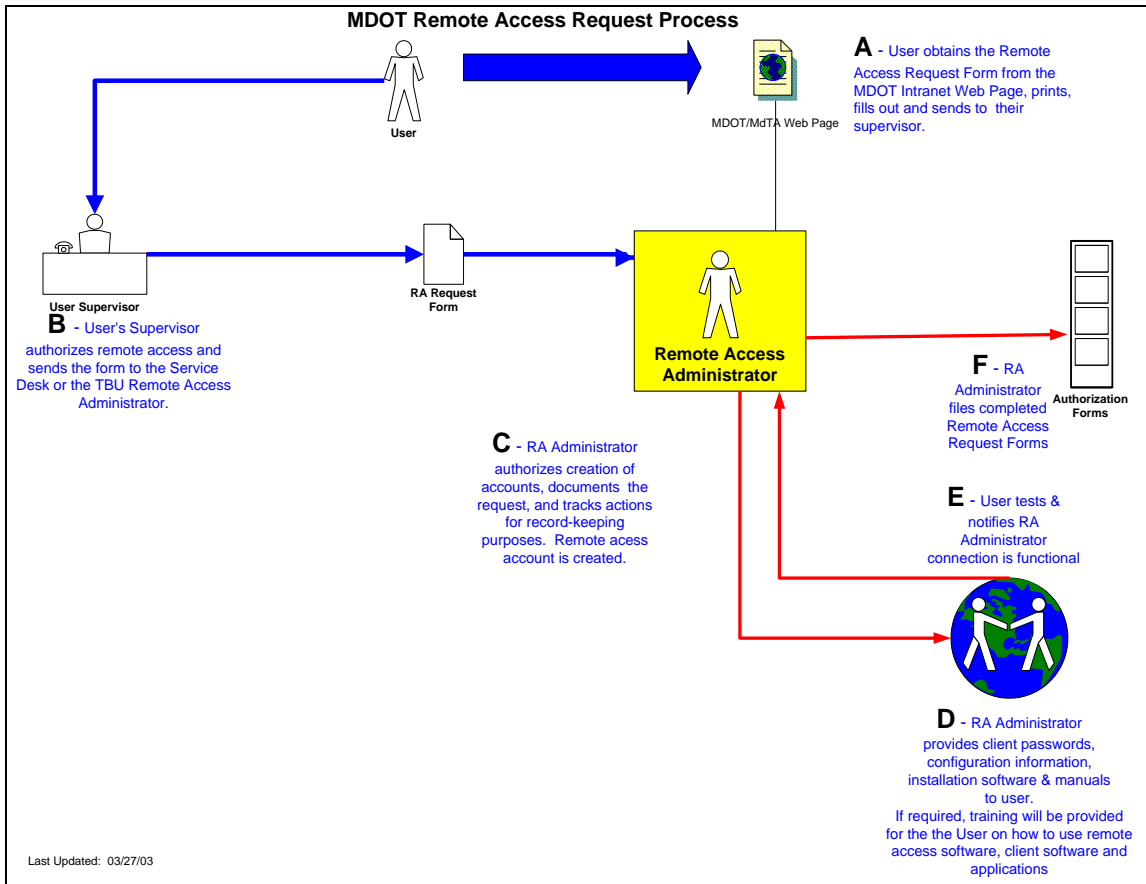 MDOT Remote Access Request Process
User
MDOT/MdTA Web Page
A - User obtains the Remote
Access Request Form from the
MDOT Intranet Web Page, prints,
fills out and sends to their
supervisor.
User Supervisor
B - User's Supervisor
authorizes remote access and
sends the form to the Service
Desk or the TBU Remote Access
Administrator.
RA Request
Form
Remote Access
Administrator
C - RA Administrator
authorizes creation of
accounts, documents the
request, and tracks actions
for record-keeping
purposes. Remote acess
account is created.
F - RA
Administrator
files completed
Remote Access
Request Forms
Authorization
Forms
E - User tests &
notifies RA
Administrator
connection is functional
D - RA Administrator
provides client passwords,
configuration information,
installation software & manuals
to user.
If required, training will be provided
for the the User on how to use remote
access software, client software and
applications
Last Updated: 03/27/03